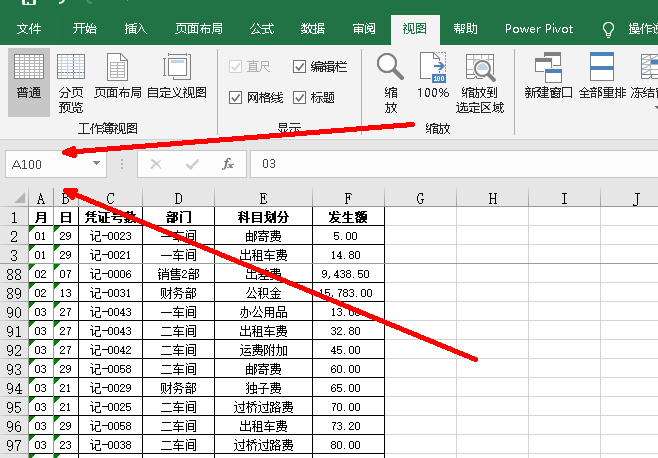 文件 开始 插入 页面布局 公式 数据 审阅 视图 帮助 Power Pivot
普通 分页预览 页面布局 自定义视图 直尺 编辑栏 网格线 标题 缩放 100% 缩放到选定区域 新建窗口 全部重排
工作簿视图 显示 缩放
A100 fx 03
A B C D E F G H I J
1 月 日 凭证号数 部门 科目划分 发生额
2 01 29 记-0023 一车间 邮寄费 5.00
3 01 29 记-0021 一车间 出租车费 14.80
88 02 07 记-0006 销售2部 出差费 9,438.50
89 02 13 记-0031 财务部 公积金 15,783.00
90 03 27 记-0043 一车间 办公用品
91 03 27 记-0043 二车间 出租车费 32.80
92 03 27 记-0042 二车间 运费附加 45.00
93 03 29 记-0058 二车间 邮寄费 60.00
94 03 21 记-0029 财务部 独子费 65.00
95 03 21 记-0025 二车间 过桥过路费 70.00
96 03 29 记-0058 二车间 出租车费 73.20
97 03 23 记-0038 二车间 过桥过路费 80.00